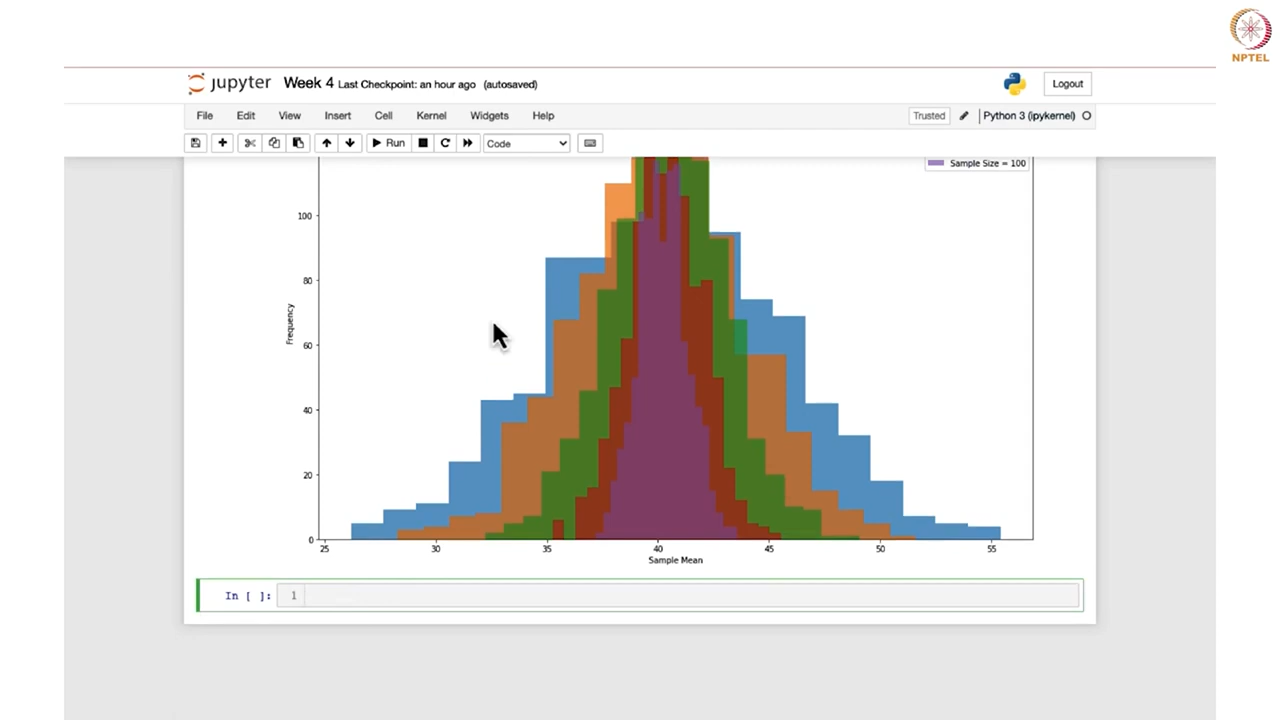 NPTEL
jupyter Week 4 Last Checkpoint: an hour ago (autosaved)
Logout
File Edit View Insert Cell Kernel Widgets Help
Trusted Python 3 (ipykernel)
Run Code
Sample Size = 100
100
80
60
40
20
0
Frequency
25 30 35 40 45 50 55
Sample Mean
In [ ]: 1